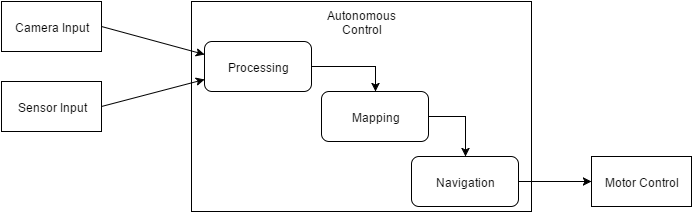 Camera Input
Sensor Input
Autonomous
Control
Processing
Mapping
Navigation
Motor Control